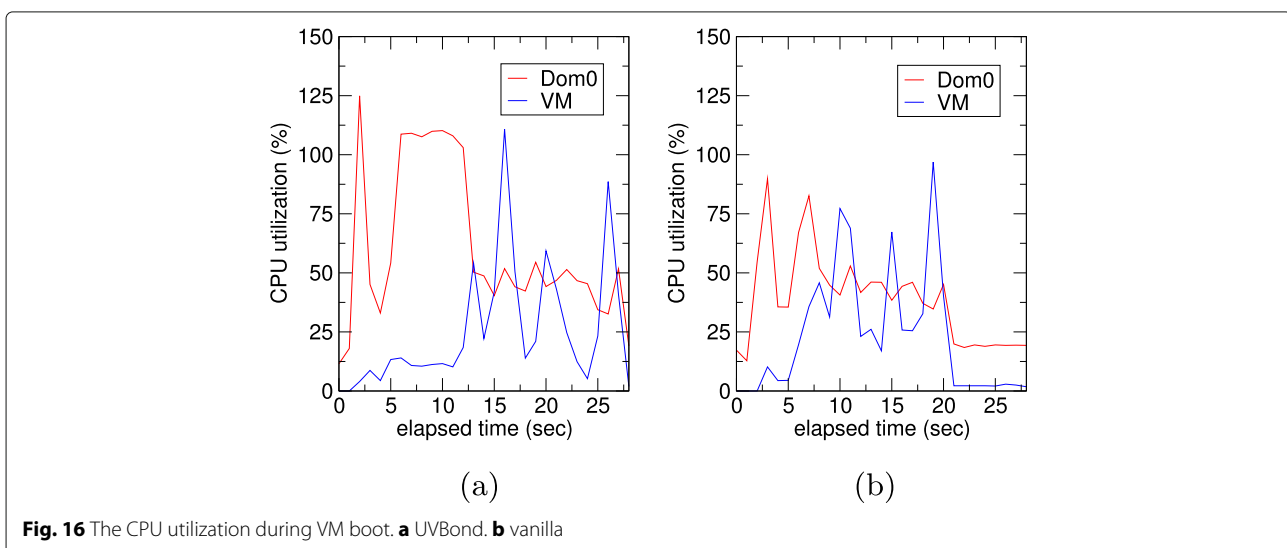 150
125
100
75
50
25
0
CPU utilization (%)
Dom0
VM
0 5 10 15 20 25
elapsed time (sec)
(a)
150
125
100
75
50
25
0
CPU utilization (%)
Dom0
VM
0 5 10 15 20 25
elapsed time (sec)
(b)
Fig. 16 The CPU utilization during VM boot. a UVBond. b vanilla